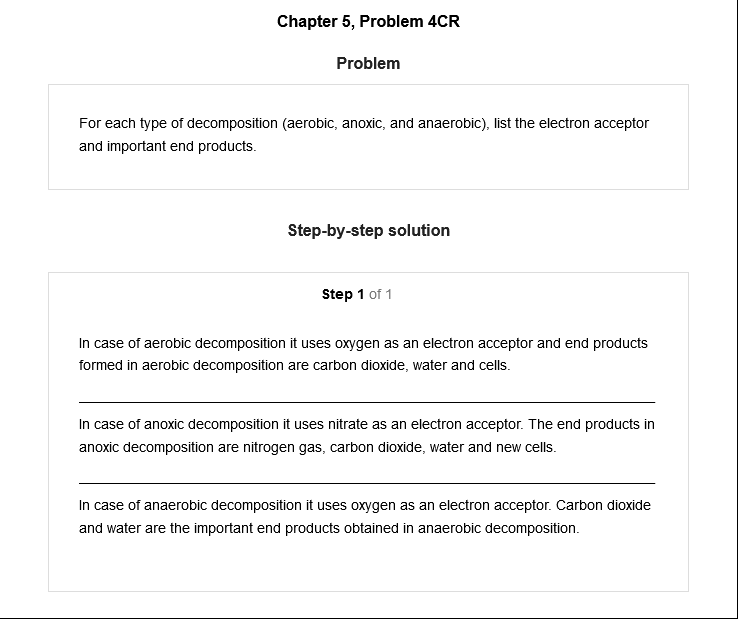 Chapter 5, Problem 4CR
Problem
For each type of decomposition (aerobic, anoxic, and anaerobic), list the electron acceptor
and important end products.
Step-by-step solution
Step 1 of 1
In case of aerobic decomposition it uses oxygen as an electron acceptor and end products
formed in aerobic decomposition are carbon dioxide, water and cells.
In case of anoxic decomposition it uses nitrate as an electron acceptor. The end products in
anoxic decomposition are nitrogen gas, carbon dioxide, water and new cells.
In case of anaerobic decomposition it uses oxygen as an electron acceptor. Carbon dioxide
and water are the important end products obtained in anaerobic decomposition.